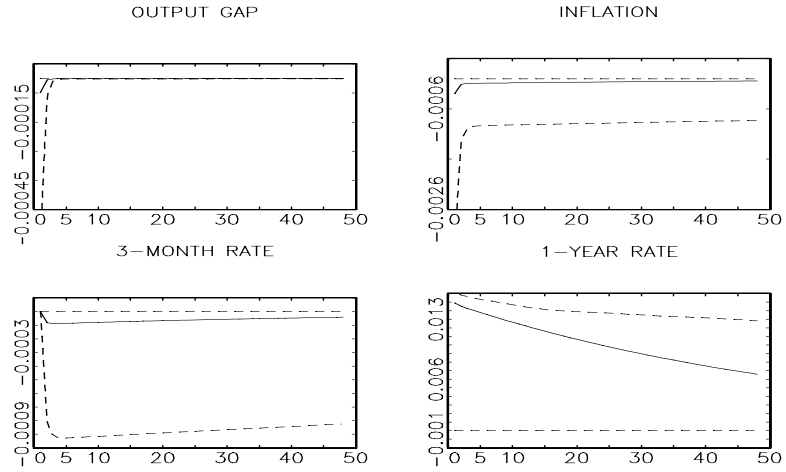 OUTPUT GAP
-0.00015
-0.00045
0 5 10 20 30 40 50
INFLATION
-0.0006
-0.0026
0 5 10 20 30 40 50
3-MONTH RATE
-0.0003
-0.0009
0 5 10 20 30 40 50
1-YEAR RATE
0.013
0.006
-0.001
0 5 10 20 30 40 50